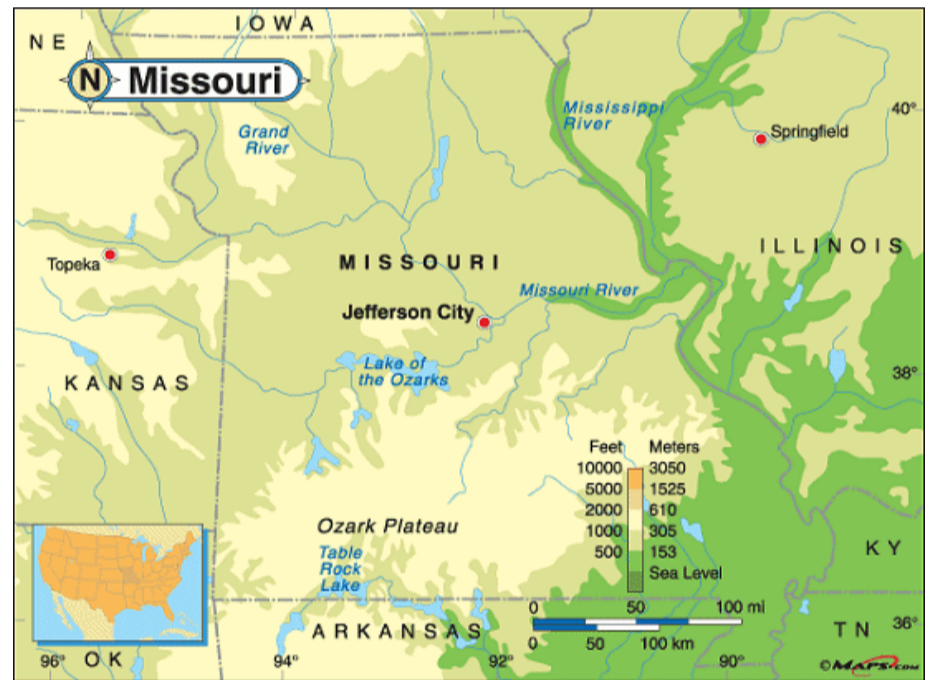 IOWA
NE
N Missouri
Mississippi
River
40°
Springfield
Grand
River
ILLINOIS
Topeka
MISSOURI
Missouri River
Jefferson City
Lake of
the Ozarks
38°
KANSAS
Feet Meters
10000 3050
5000 1525
2000 610
1000 305
500 153
Sea Level
Ozark Plateau
Table
Rock
Lake
KY
0 50 100 mi
0 50 100 km
ARKANSAS
TN
36°
96°
OK
94°
92°
90°
©MAPS.COM